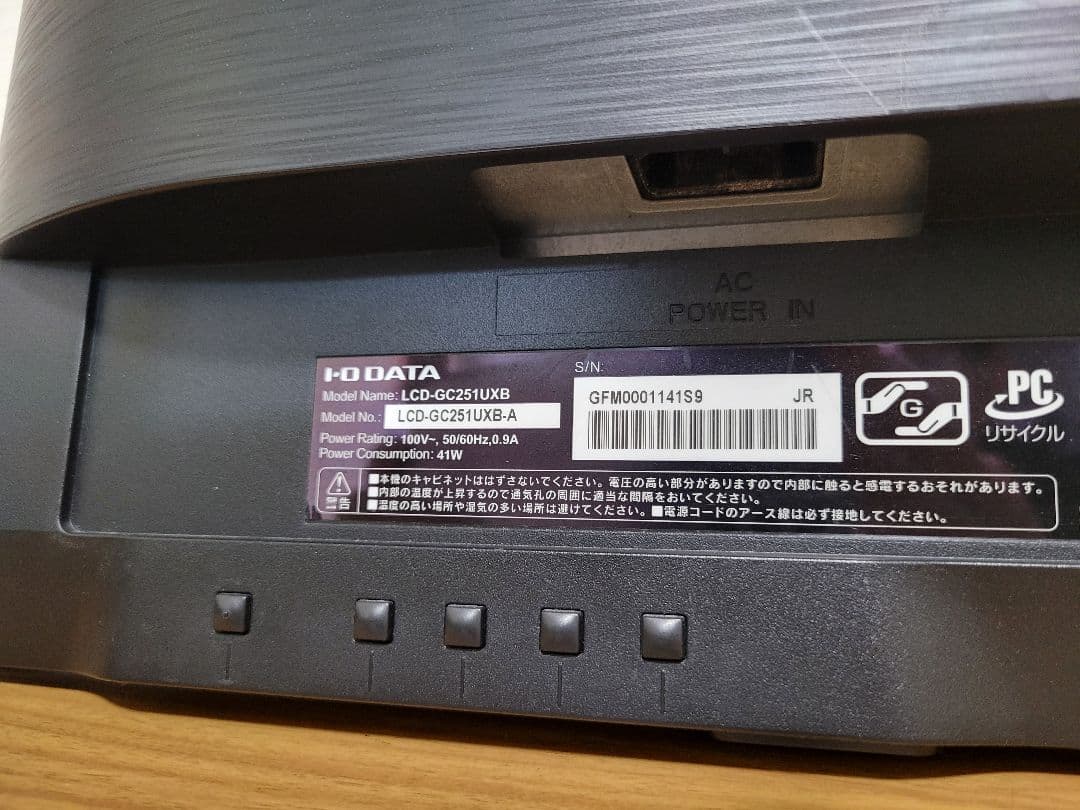 AC
POWER IN
I-O DATA
Model Name: LCD-GC251UXB
Model No.: LCD-GC251UXB-A
Power Rating: 100V~, 50/60Hz,0.9A
Power Consumption: 41W
S/N:
GFM0001141S9 JR
G
PC
リサイクル
警告
■本機のキャビネットははずさないでください。電圧の高い部分がありますので内部に触ると感電するおそれがあります。
■内部の温度が上昇するので通気孔の周囲に適当な間隔をおいてください。
■温度の高い場所や湿気の多い場所は避けてください。■電源コードのアース線は必ず接地してください。